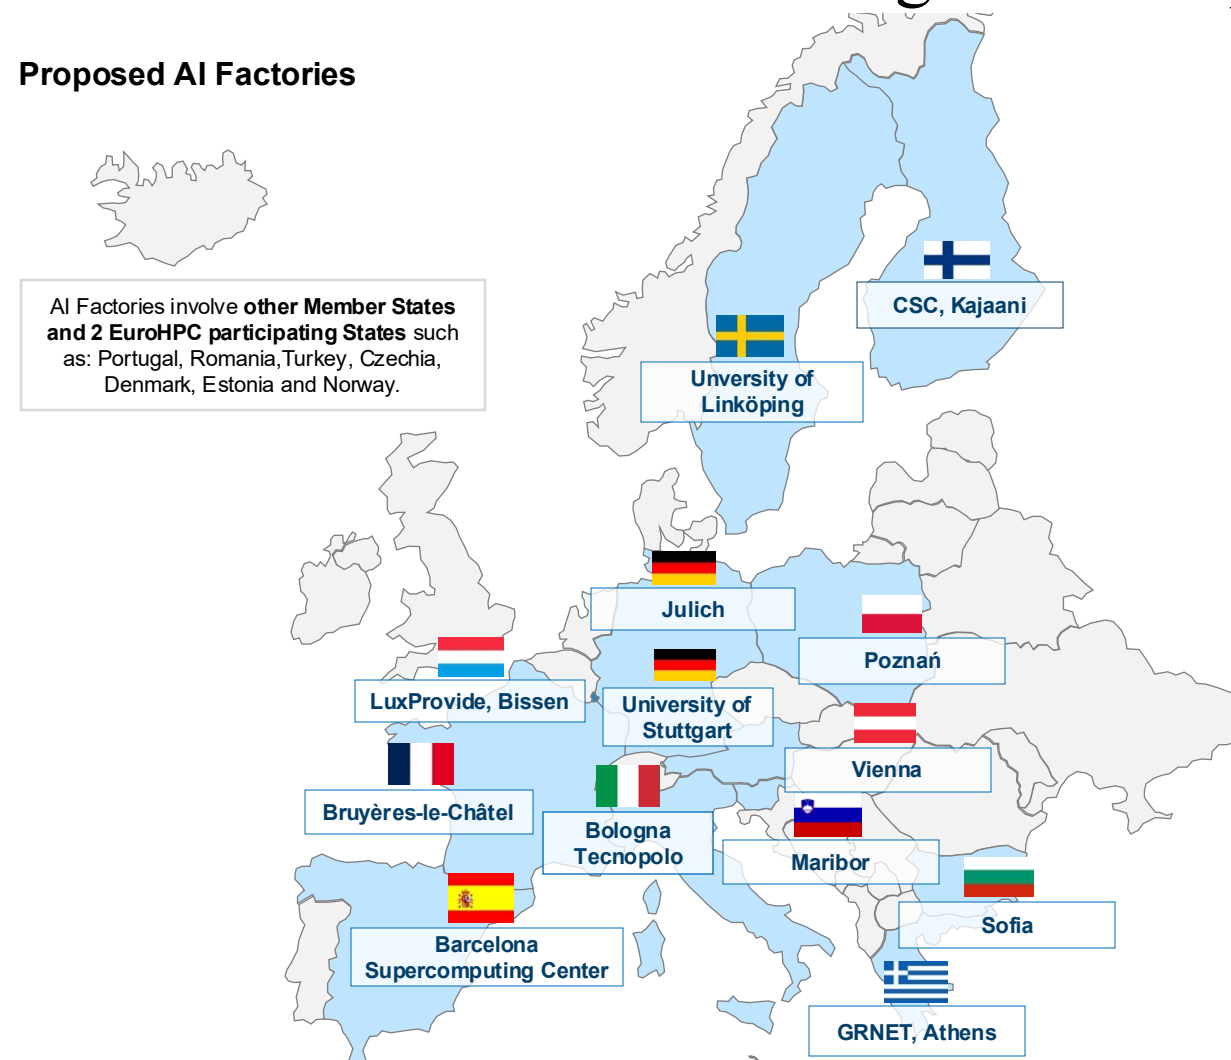 Proposed AI Factories
AI Factories involve other Member States
and 2 EuroHPC participating States such
as: Portugal, Romania,Turkey, Czechia,
Denmark, Estonia and Norway.
CSC, Kajaani
Unversity of
Linköping
Julich
Poznań
LuxProvide, Bissen
University of
Stuttgart
Vienna
Bruyères-le-Châtel
Bologna
Tecnopolo
Maribor
Barcelona
Supercomputing Center
Sofia
GRNET, Athens